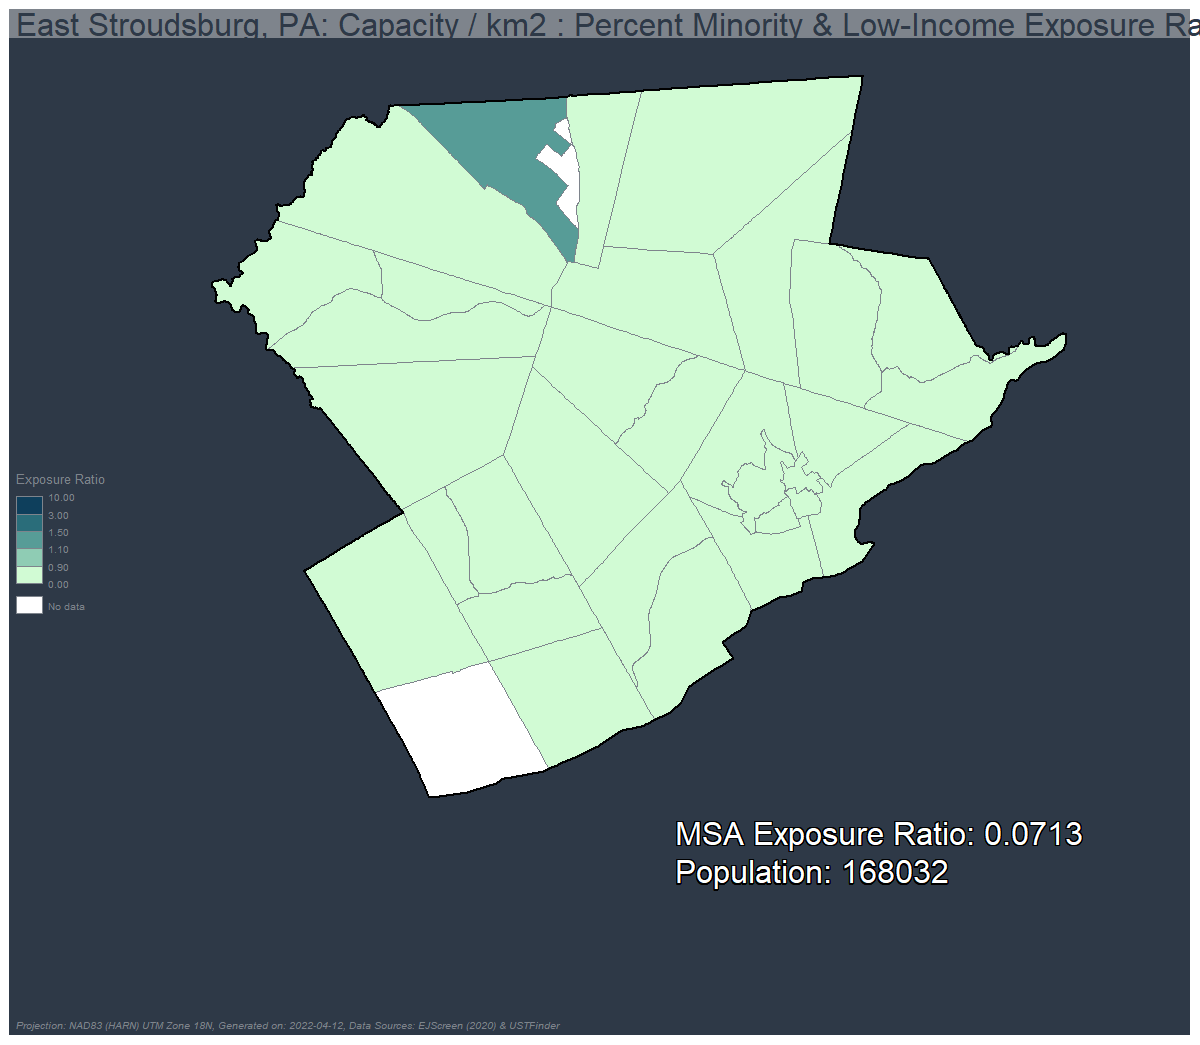 East Stroudsburg, PA: Capacity / km2 : Percent Minority & Low-Income Exposure Ra
Exposure Ratio
10.00
3.00
1.50
1.10
0.90
0.00
No data
MSA Exposure Ratio: 0.0713
Population: 168032
Projection: NAD83 (HARN) UTM Zone 18N, Generated on: 2022-04-12, Data Sources: EJScreen (2020) & USTFinder